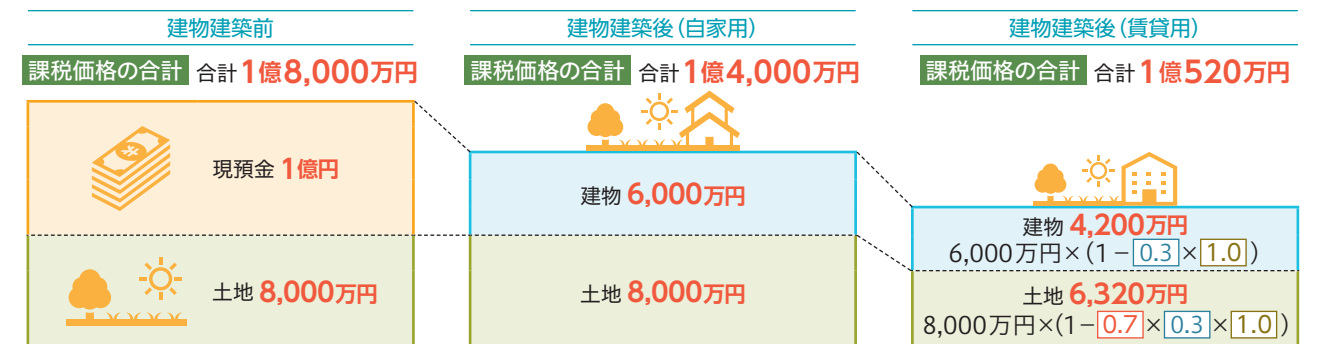 建物建築前
課税価格の合計 合計1億8,000万円
現預金 1億円
土地 8,000万円
建物建築後(自家用)
課税価格の合計 合計1億4,000万円
建物 6,000万円
土地 8,000万円
建物建築後(賃貸用)
課税価格の合計 合計1億520万円
建物 4,200万円
6,000万円×(1−0.3×1.0)
土地 6,320万円
8,000万円×(1−0.7×0.3×1.0)